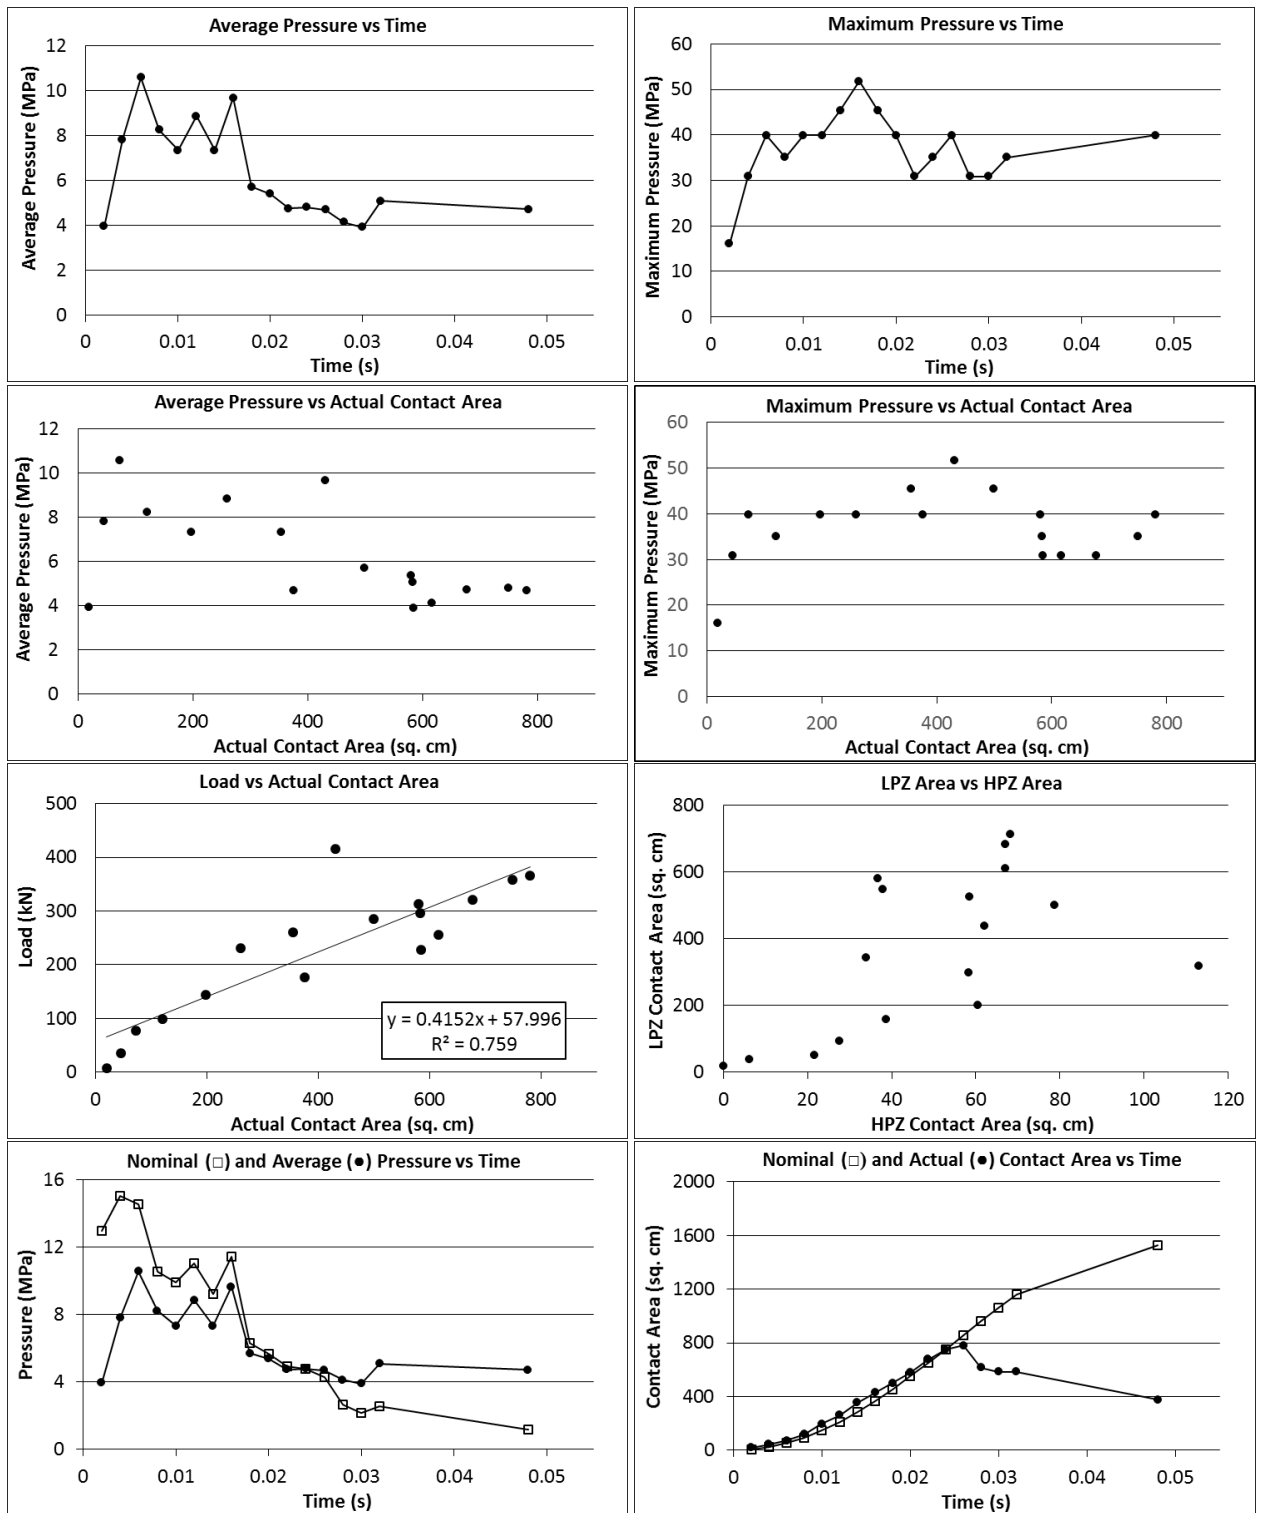 Average Pressure vs Time
Average Pressure (MPa)
12
10
8
6
4
2
0
0 0.01 0.02 0.03 0.04 0.05
Time (s)
Maximum Pressure vs Time
Maximum Pressure (MPa)
60
50
40
30
20
10
0
0 0.01 0.02 0.03 0.04 0.05
Time (s)
Average Pressure vs Actual Contact Area
Average Pressure (MPa)
12
10
8
6
4
2
0
0 200 400 600 800
Actual Contact Area (sq. cm)
Maximum Pressure vs Actual Contact Area
Maximum Pressure (MPa)
60
50
40
30
20
10
0
0 200 400 600 800
Actual Contact Area (sq. cm)
Load vs Actual Contact Area
Load (kN)
500
400
300
200
100
0
y = 0.4152x + 57.996
R² = 0.759
0 200 400 600 800
Actual Contact Area (sq. cm)
LPZ Area vs HPZ Area
LPZ Contact Area (sq. cm)
800
600
400
200
0
0 20 40 60 80 100 120
HPZ Contact Area (sq. cm)
Nominal (□) and Average (●) Pressure vs Time
Pressure (MPa)
16
12
8
4
0
0 0.01 0.02 0.03 0.04 0.05
Time (s)
Nominal (□) and Actual (●) Contact Area vs Time
Contact Area (sq. cm)
2000
1600
1200
800
400
0
0 0.01 0.02 0.03 0.04 0.05
Time (s)